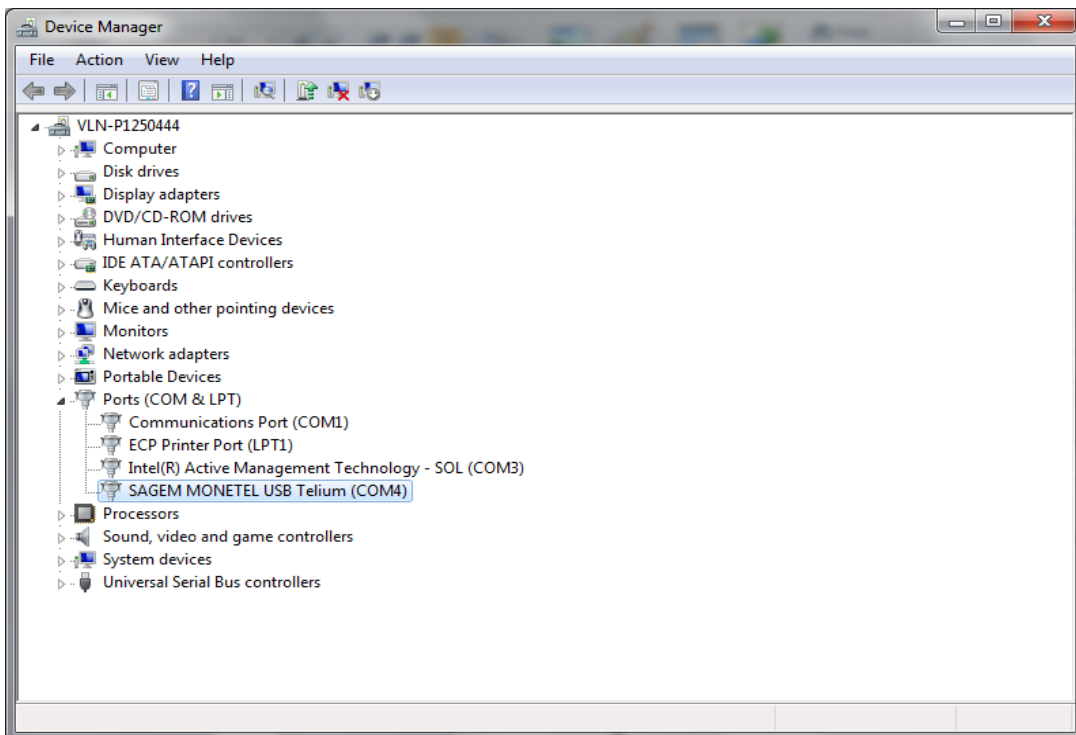 Device Manager
File Action View Help
VLN-P1250444
Computer
Disk drives
Display adapters
DVD/CD-ROM drives
Human Interface Devices
IDE ATA/ATAPI controllers
Keyboards
Mice and other pointing devices
Monitors
Network adapters
Portable Devices
Ports (COM & LPT)
Communications Port (COM1)
ECP Printer Port (LPT1)
Intel(R) Active Management Technology - SOL (COM3)
SAGEM MONETEL USB Telium (COM4)
Processors
Sound, video and game controllers
System devices
Universal Serial Bus controllers